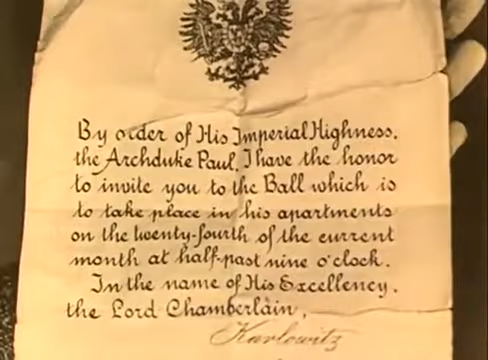 By order of His Imperial Highness.
the Archduke Paul, I have the honor
to invite you to the Ball which is
to take place in his apartments
on the twenty-fourth of the current
month at half-past nine o'clock.
In the name of His Excellency.
the Lord Chamberlain,
Karlowitz